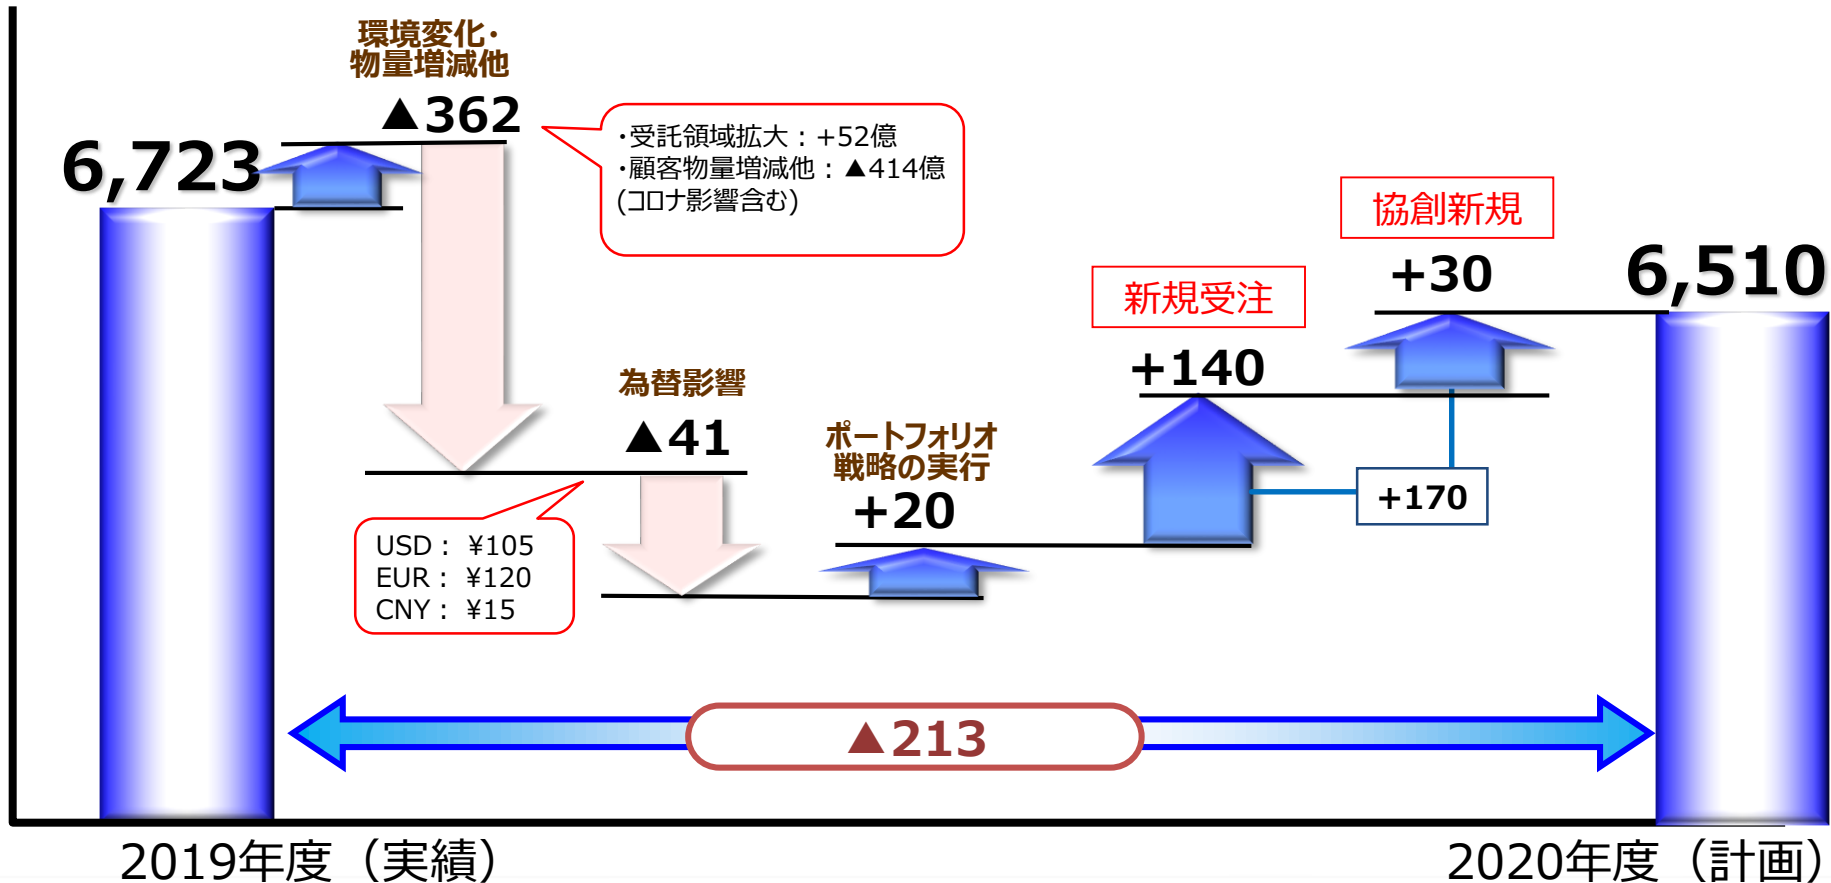 環境変化・
物量増減他
▲362
6,723
・受託領域拡大：+52億
・顧客物量増減他：▲414億
(コロナ影響含む)
為替影響
▲41
USD： ¥105
EUR： ¥120
CNY： ¥15
ポートフォリオ
戦略の実行
+20
新規受注
+140
協創新規
+30
+170
6,510
▲213
2019年度（実績）
2020年度（計画）